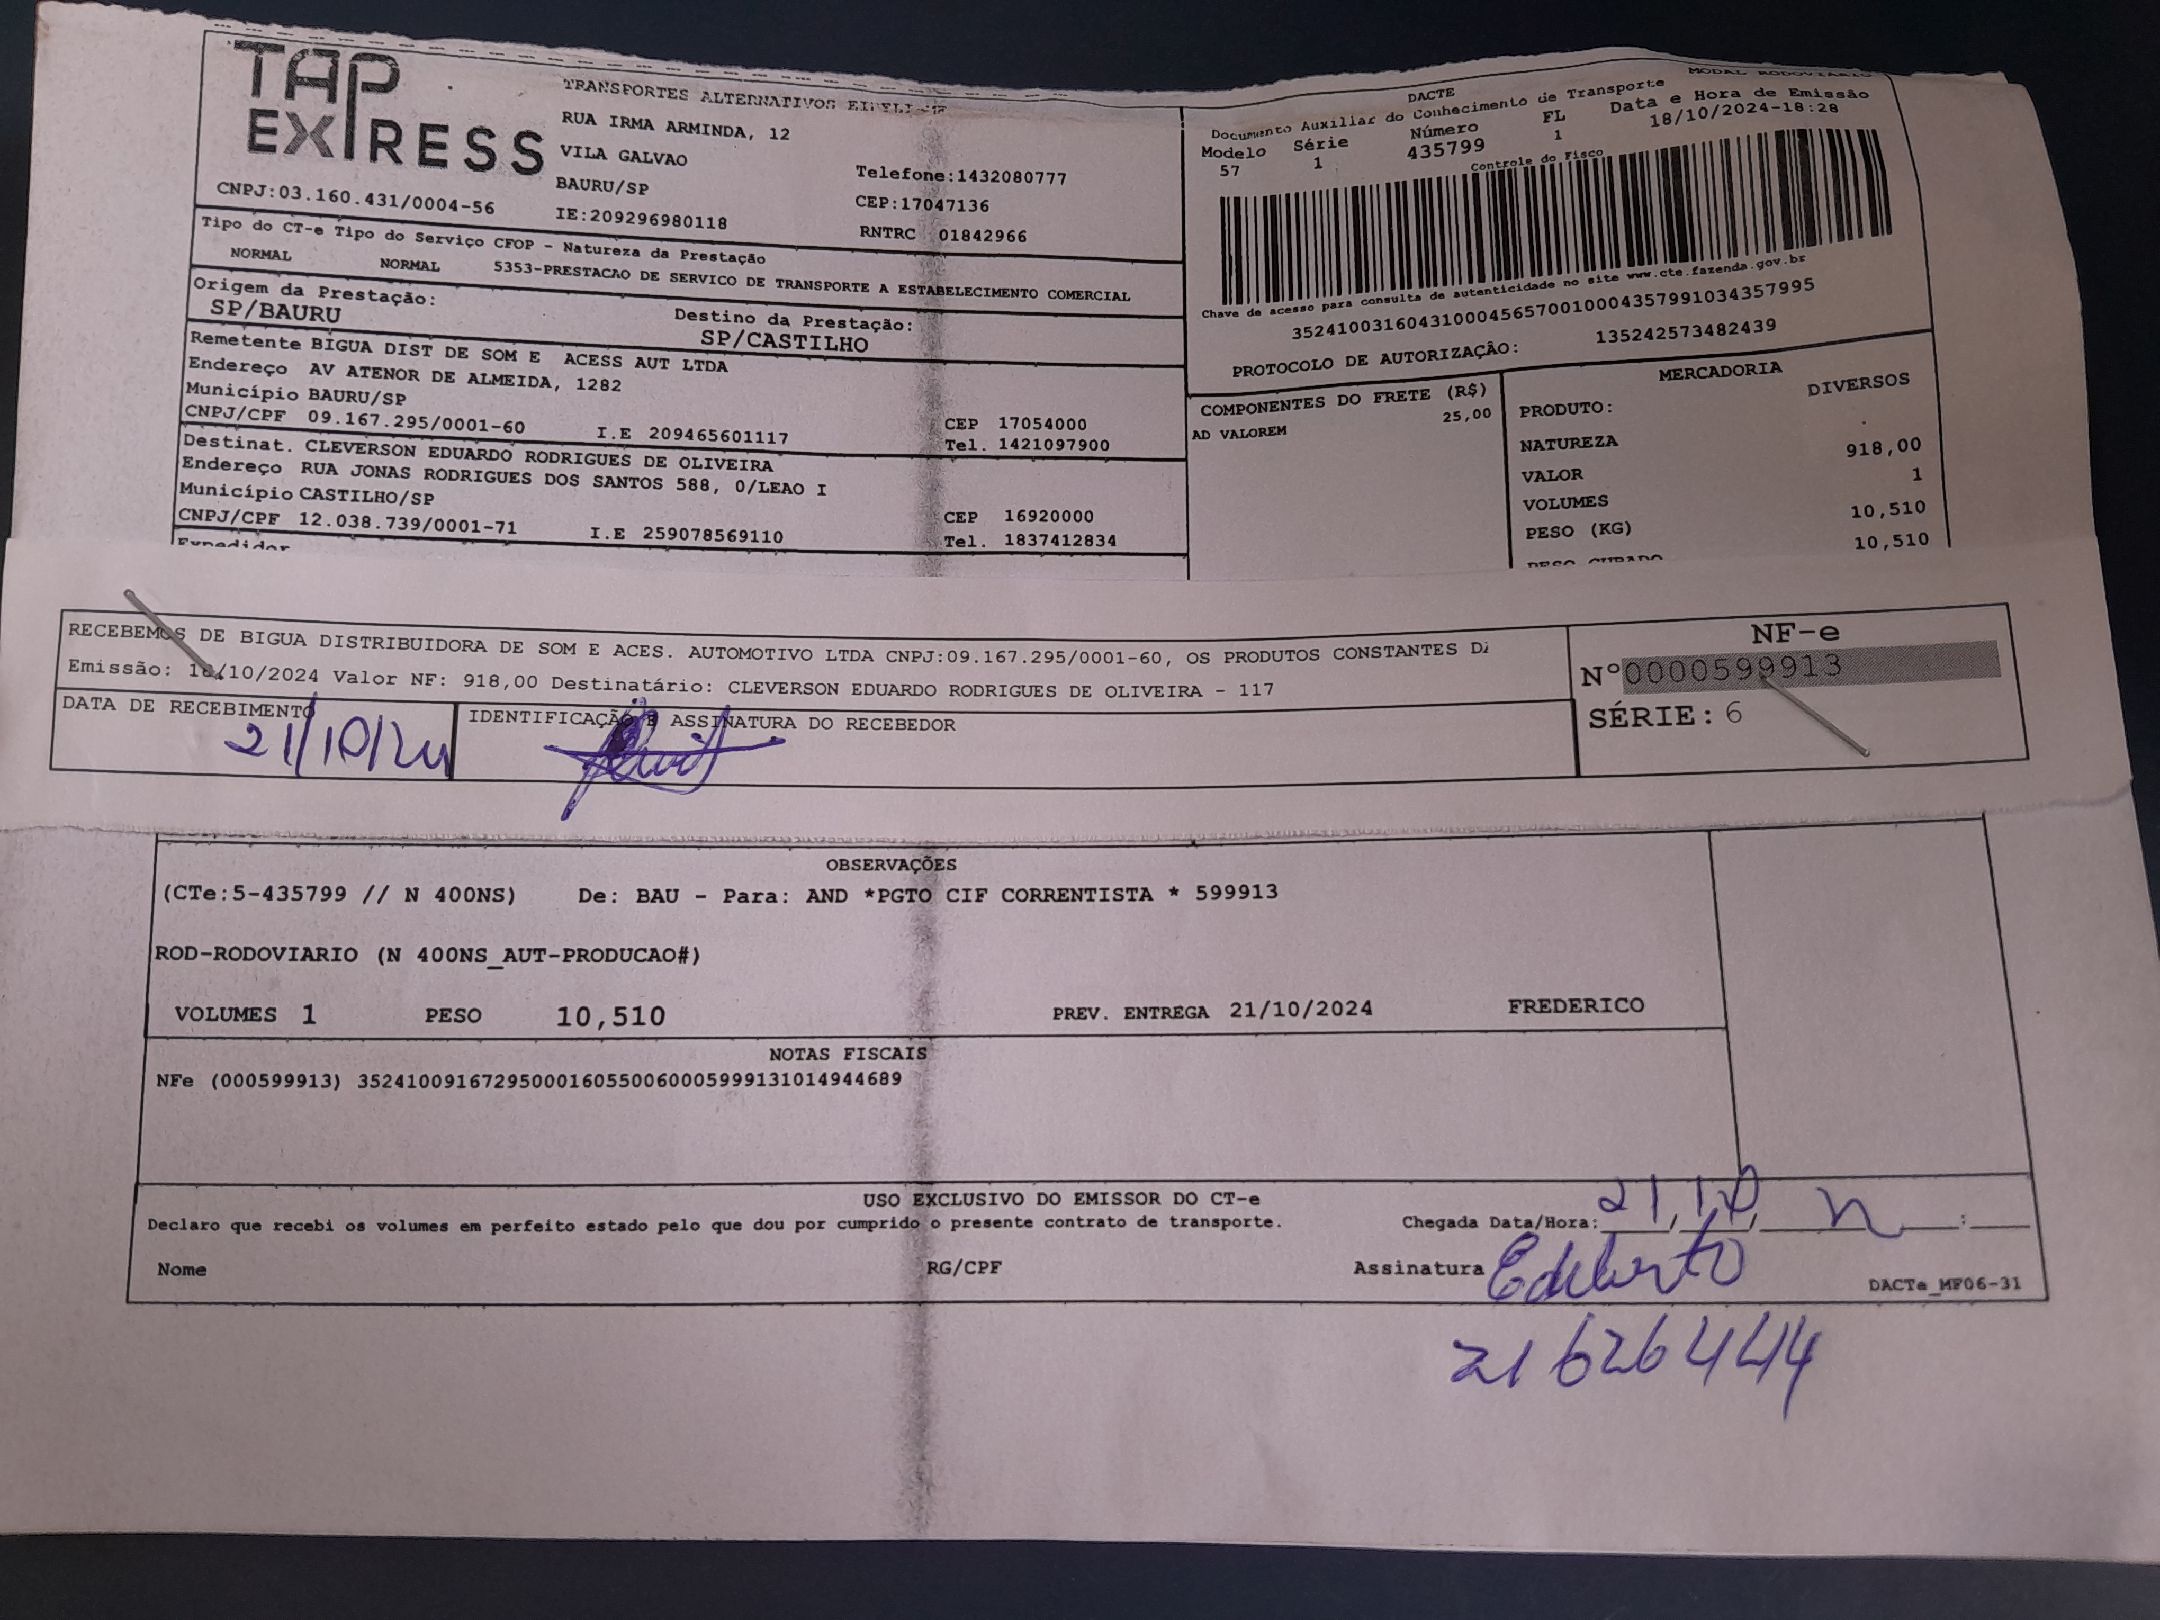 TAP
EXPRESS
CNPJ:03.160.431/0004-56
TRANSPORTES ALTERNATIVOS EIRELI-ME
RUA IRMA ARMINDA, 12
VILA GALVAO
BAURU/SP
IE:209296980118
Telefone:1432080777
CEP:17047136
RNTRC 01842966
MODAL RODOVIARIO
DACTE
Documento Auxiliar do Conhecimento de Transporte
Modelo Série Número FL Data e Hora de Emissão
57 1 435799 1 18/10/2024-18:28
Controle do Fisco
Chave de acesso para consulta de autenticidade no site www.cte.fazenda.gov.br
35241003160431000456570010004357991034357995
PROTOCOLO DE AUTORIZAÇÃO: 135242573482439
Tipo do CT-e Tipo do Serviço CFOP - Natureza da Prestação
NORMAL NORMAL 5353-PRESTACAO DE SERVICO DE TRANSPORTE A ESTABELECIMENTO COMERCIAL
Origem da Prestação: Destino da Prestação:
SP/BAURU SP/CASTILHO
Remetente BIGUA DIST DE SOM E ACESS AUT LTDA
Endereço AV ATENOR DE ALMEIDA, 1282
Município BAURU/SP CEP 17054000
CNPJ/CPF 09.167.295/0001-60 I.E 209465601117 Tel. 1421097900
Destinat. CLEVERSON EDUARDO RODRIGUES DE OLIVEIRA
Endereço RUA JONAS RODRIGUES DOS SANTOS 588, 0/LEAO I
Município CASTILHO/SP CEP 16920000
CNPJ/CPF 12.038.739/0001-71 I.E 259078569110 Tel. 1837412834
Expedidor
COMPONENTES DO FRETE (R$)
AD VALOREM 25,00
MERCADORIA
PRODUTO: DIVERSOS
NATUREZA .
VALOR 918,00
VOLUMES 1
PESO (KG) 10,510
PESO CUBADO 10,510
RECEBEMOS DE BIGUA DISTRIBUIDORA DE SOM E ACES. AUTOMOTIVO LTDA CNPJ:09.167.295/0001-60, OS PRODUTOS CONSTANTES
Emissão: 18/10/2024 Valor NF: 918,00 Destinatário: CLEVERSON EDUARDO RODRIGUES DE OLIVEIRA - 117
DATA DE RECEBIMENTO
21/10/24
IDENTIFICAÇÃO E ASSINATURA DO RECEBEDOR
NF-e
Nº0000599913
SÉRIE: 6
OBSERVAÇÕES
(CTe:5-435799 // N 400NS) De: BAU - Para: AND *PGTO CIF CORRENTISTA * 599913
ROD-RODOVIARIO (N 400NS_AUT-PRODUCAO#)
VOLUMES 1 PESO 10,510 PREV. ENTREGA 21/10/2024 FREDERICO
NOTAS FISCAIS
NFe (000599913) 35241009167295000160550060005999131014944689
USO EXCLUSIVO DO EMISSOR DO CT-e
Declaro que recebi os volumes em perfeito estado pelo que dou por cumprido o presente contrato de transporte.
Chegada Data/Hora: 21/10/ :
Nome RG/CPF Assinatura Edilberto
DACTe_MF06-31
216264444